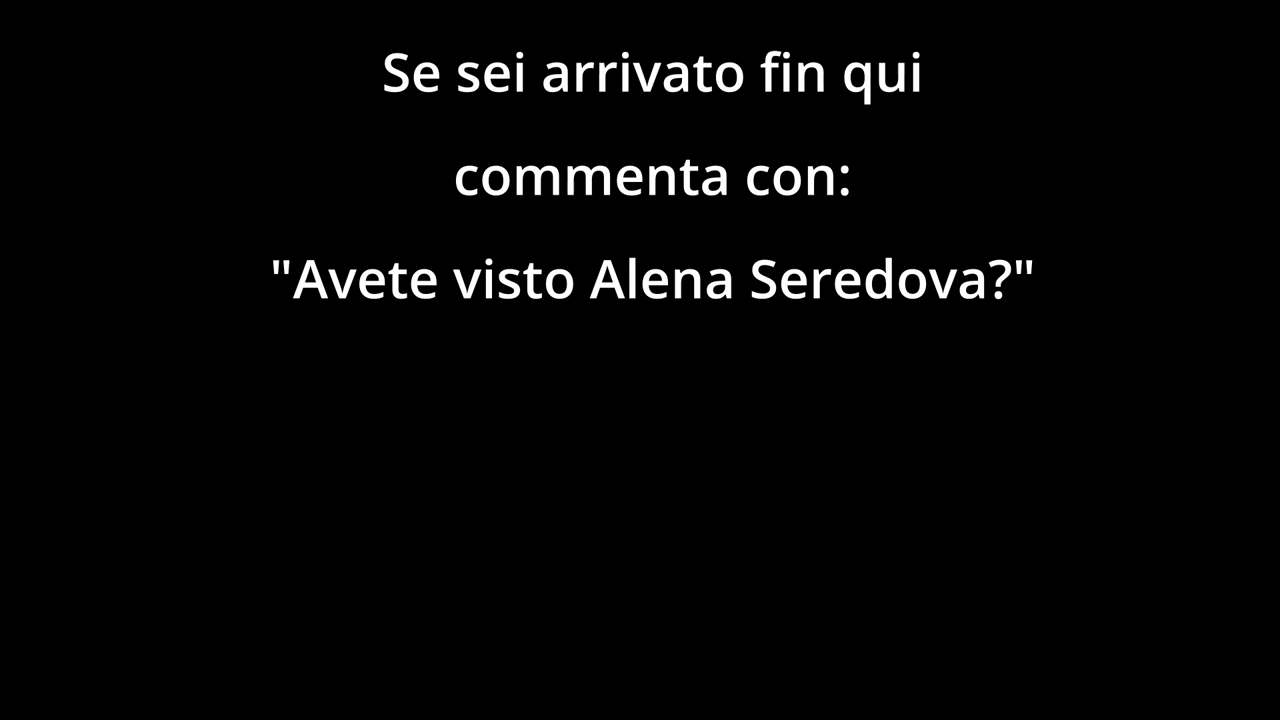 Se sei arrivato fin qui
commenta con:
"Avete visto Alena Seredova?"